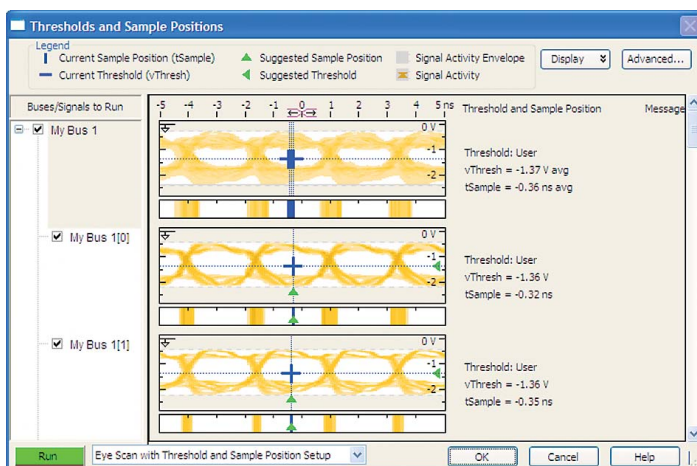 Thresholds and Sample Positions
Legend
Current Sample Position (tSample)
Suggested Sample Position
Signal Activity Envelope
Current Threshold (vThresh)
Suggested Threshold
Signal Activity
Display
Advanced...
Buses/Signals to Run
-5 -4 -3 -2 -1 0 1 2 3 4 5 ns
Threshold and Sample Position
Message
My Bus 1
0 V
-1
-2
Threshold: User
vThresh = -1.37 V avg
tSample = -0.36 ns avg
My Bus 1[0]
0 V
-1
-2
Threshold: User
vThresh = -1.36 V
tSample = -0.32 ns
My Bus 1[1]
0 V
-1
-2
Threshold: User
vThresh = -1.36 V
tSample = -0.35 ns
Run
Eye Scan with Threshold and Sample Position Setup
OK
Cancel
Help